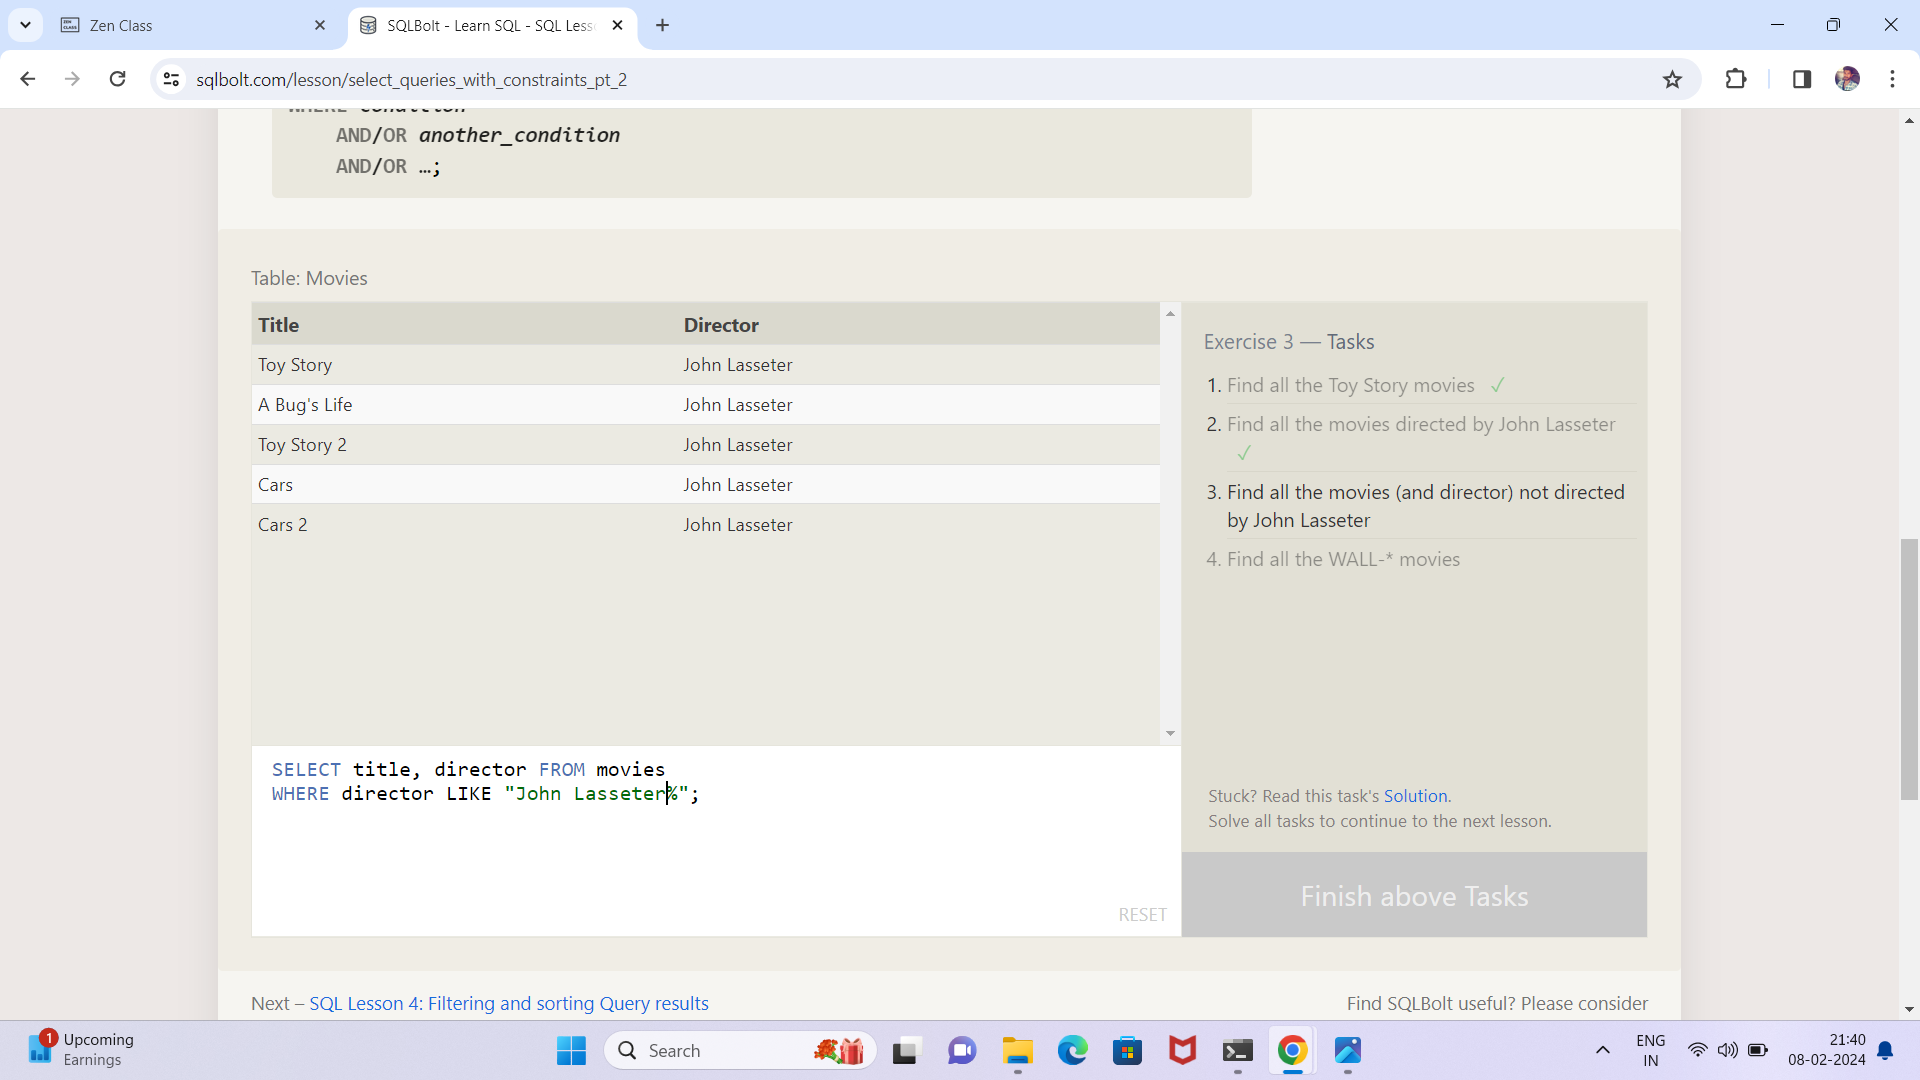 Zen Class
SQLBolt - Learn SQL - SQL Less
sqlbolt.com/lesson/select_queries_with_constraints_pt_2
WHERE condition
AND/OR another_condition
AND/OR …;
Table: Movies
Title Director
Toy Story John Lasseter
A Bug's Life John Lasseter
Toy Story 2 John Lasseter
Cars John Lasseter
Cars 2 John Lasseter
Exercise 3 — Tasks
1. Find all the Toy Story movies ✓
2. Find all the movies directed by John Lasseter
✓
3. Find all the movies (and director) not directed
by John Lasseter
4. Find all the WALL-* movies
SELECT title, director FROM movies
WHERE director LIKE "John Lasseter%";
RESET
Stuck? Read this task's Solution.
Solve all tasks to continue to the next lesson.
Finish above Tasks
Next – SQL Lesson 4: Filtering and sorting Query results
Find SQLBolt useful? Please consider
1
Upcoming
Earnings
Search
ENG
IN
21:40
08-02-2024